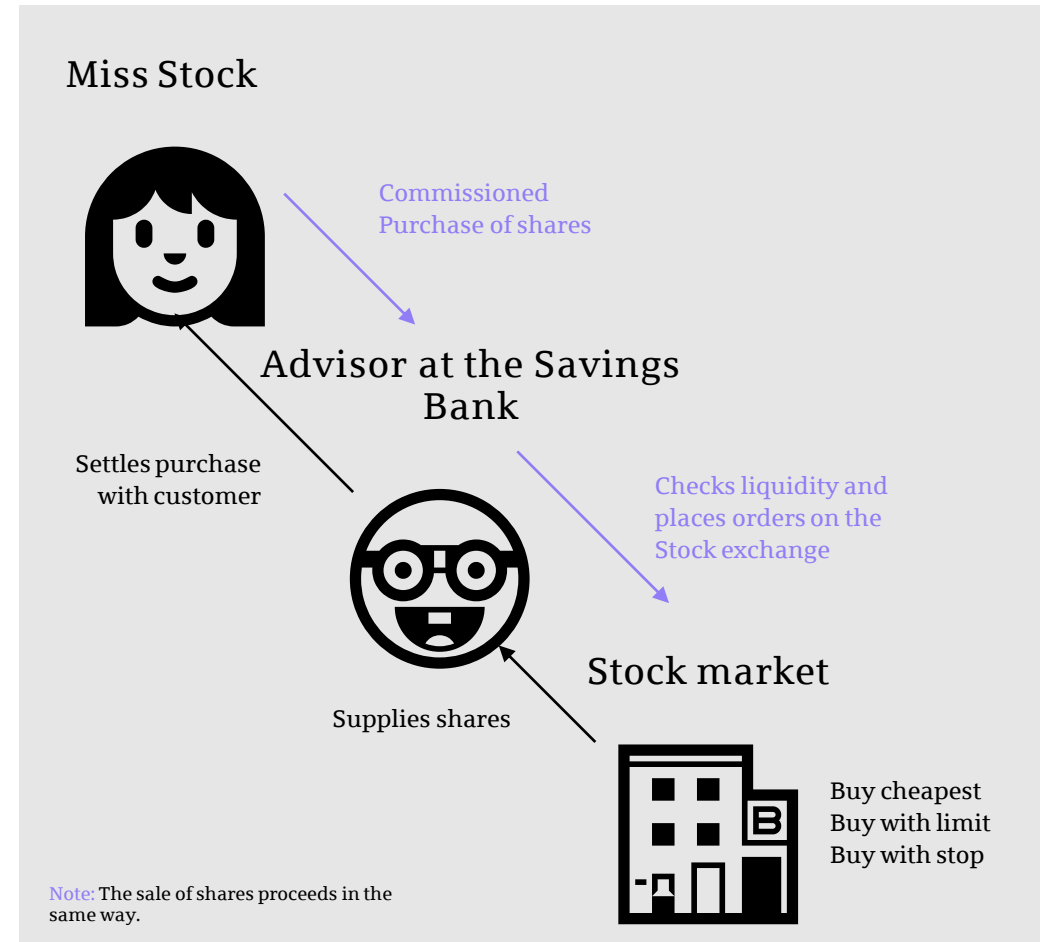 Miss Stock
Commissioned
Purchase of shares
Advisor at the Savings
Bank
Settles purchase
with customer
Checks liquidity and
places orders on the
Stock exchange
Stock market
Supplies shares
B
Buy cheapest
Buy with limit
Buy with stop
Note: The sale of shares proceeds in the
same way.